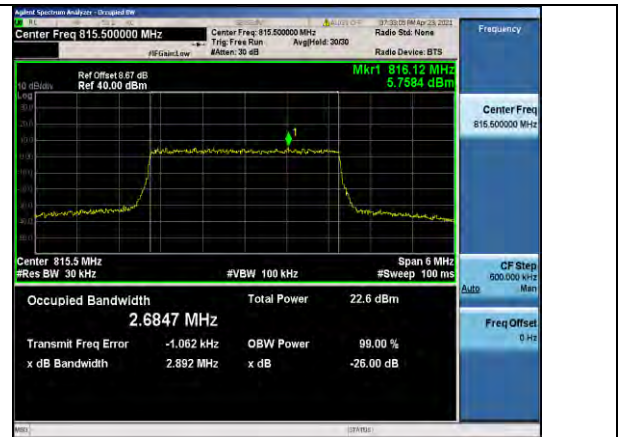 Agilent Spectrum Analyzer - Occupied BW
Center Freq 815.500000 MHz
Center Freq: 815.500000 MHz
Radio Std: None
Trig: Free Run
Avg|Hold: 30/30
#IFGain:Low
#Atten: 30 dB
Radio Device: BTS
Frequency
Ref Offset 8.67 dB
Mkr1 816.12 MHz
10 dB/div
Ref 40.00 dBm
5.7584 dBm
Log
1
Center Freq
815.500000 MHz
Center 815.5 MHz
Span 6 MHz
#Res BW 30 kHz
#VBW 100 kHz
#Sweep 100 ms
CF Step
600.000 kHz
Auto
Man
Occupied Bandwidth
Total Power
22.6 dBm
2.6847 MHz
Transmit Freq Error
-1.062 kHz
OBW Power
99.00 %
x dB Bandwidth
2.892 MHz
x dB
-26.00 dB
Freq Offset
0 Hz
MSG
STATUS